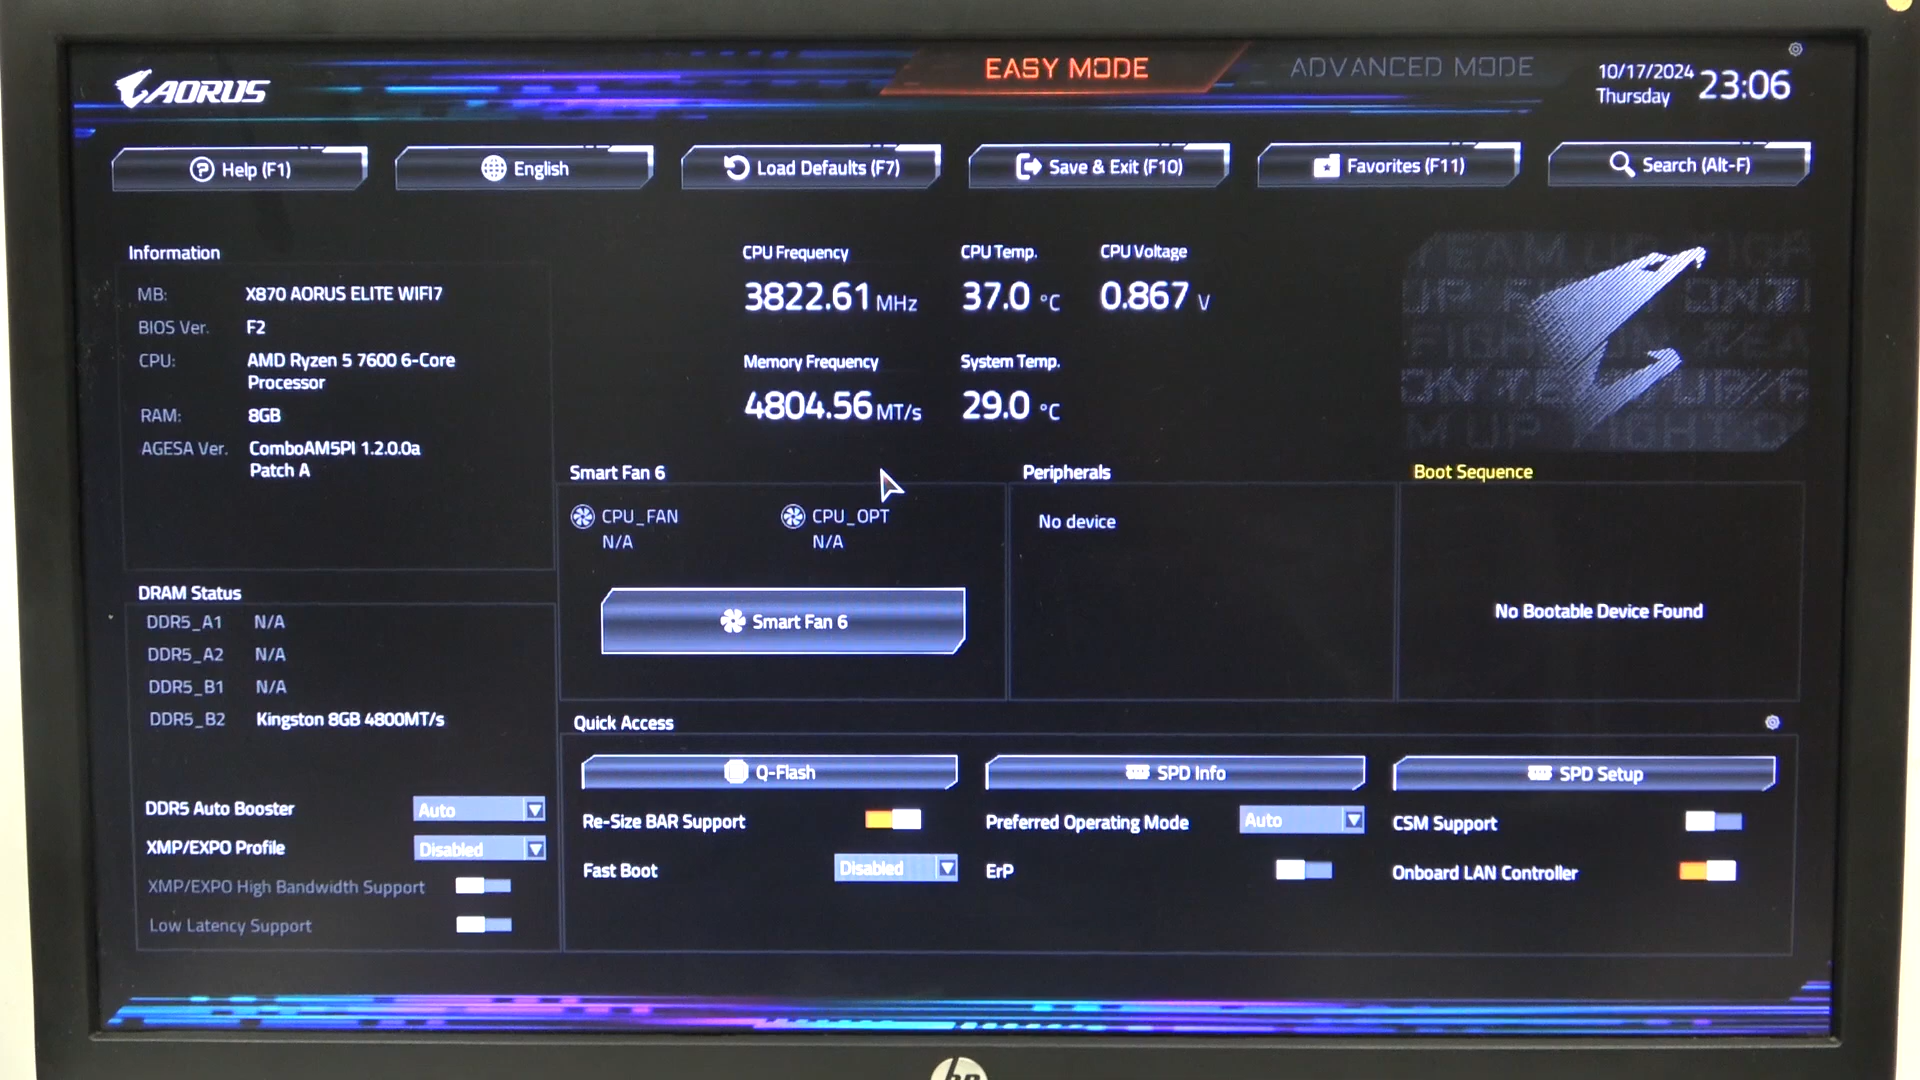 AORUS
EASY MODE
ADVANCED MODE
10/17/2024
Thursday
23:06
Help (F1)
English
Load Defaults (F7)
Save & Exit (F10)
Favorites (F11)
Search (Alt-F)
Information
MB: X870 AORUS ELITE WIFI7
BIOS Ver. F2
CPU: AMD Ryzen 5 7600 6-Core
Processor
RAM: 8GB
AGESA Ver. ComboAM5PI 1.2.0.0a
Patch A
CPU Frequency
3822.61 MHz
CPU Temp.
37.0 °C
CPU Voltage
0.867 V
Memory Frequency
4804.56 MT/s
System Temp.
29.0 °C
Smart Fan 6
CPU_FAN
N/A
CPU_OPT
N/A
Smart Fan 6
Peripherals
No device
Boot Sequence
No Bootable Device Found
DRAM Status
DDR5_A1 N/A
DDR5_A2 N/A
DDR5_B1 N/A
DDR5_B2 Kingston 8GB 4800MT/s
DDR5 Auto Booster Auto
XMP/EXPO Profile Disabled
XMP/EXPO High Bandwidth Support
Low Latency Support
Quick Access
Q-Flash
SPD Info
SPD Setup
Re-Size BAR Support
Preferred Operating Mode Auto
CSM Support
Fast Boot Disabled
ErP
Onboard LAN Controller
hp